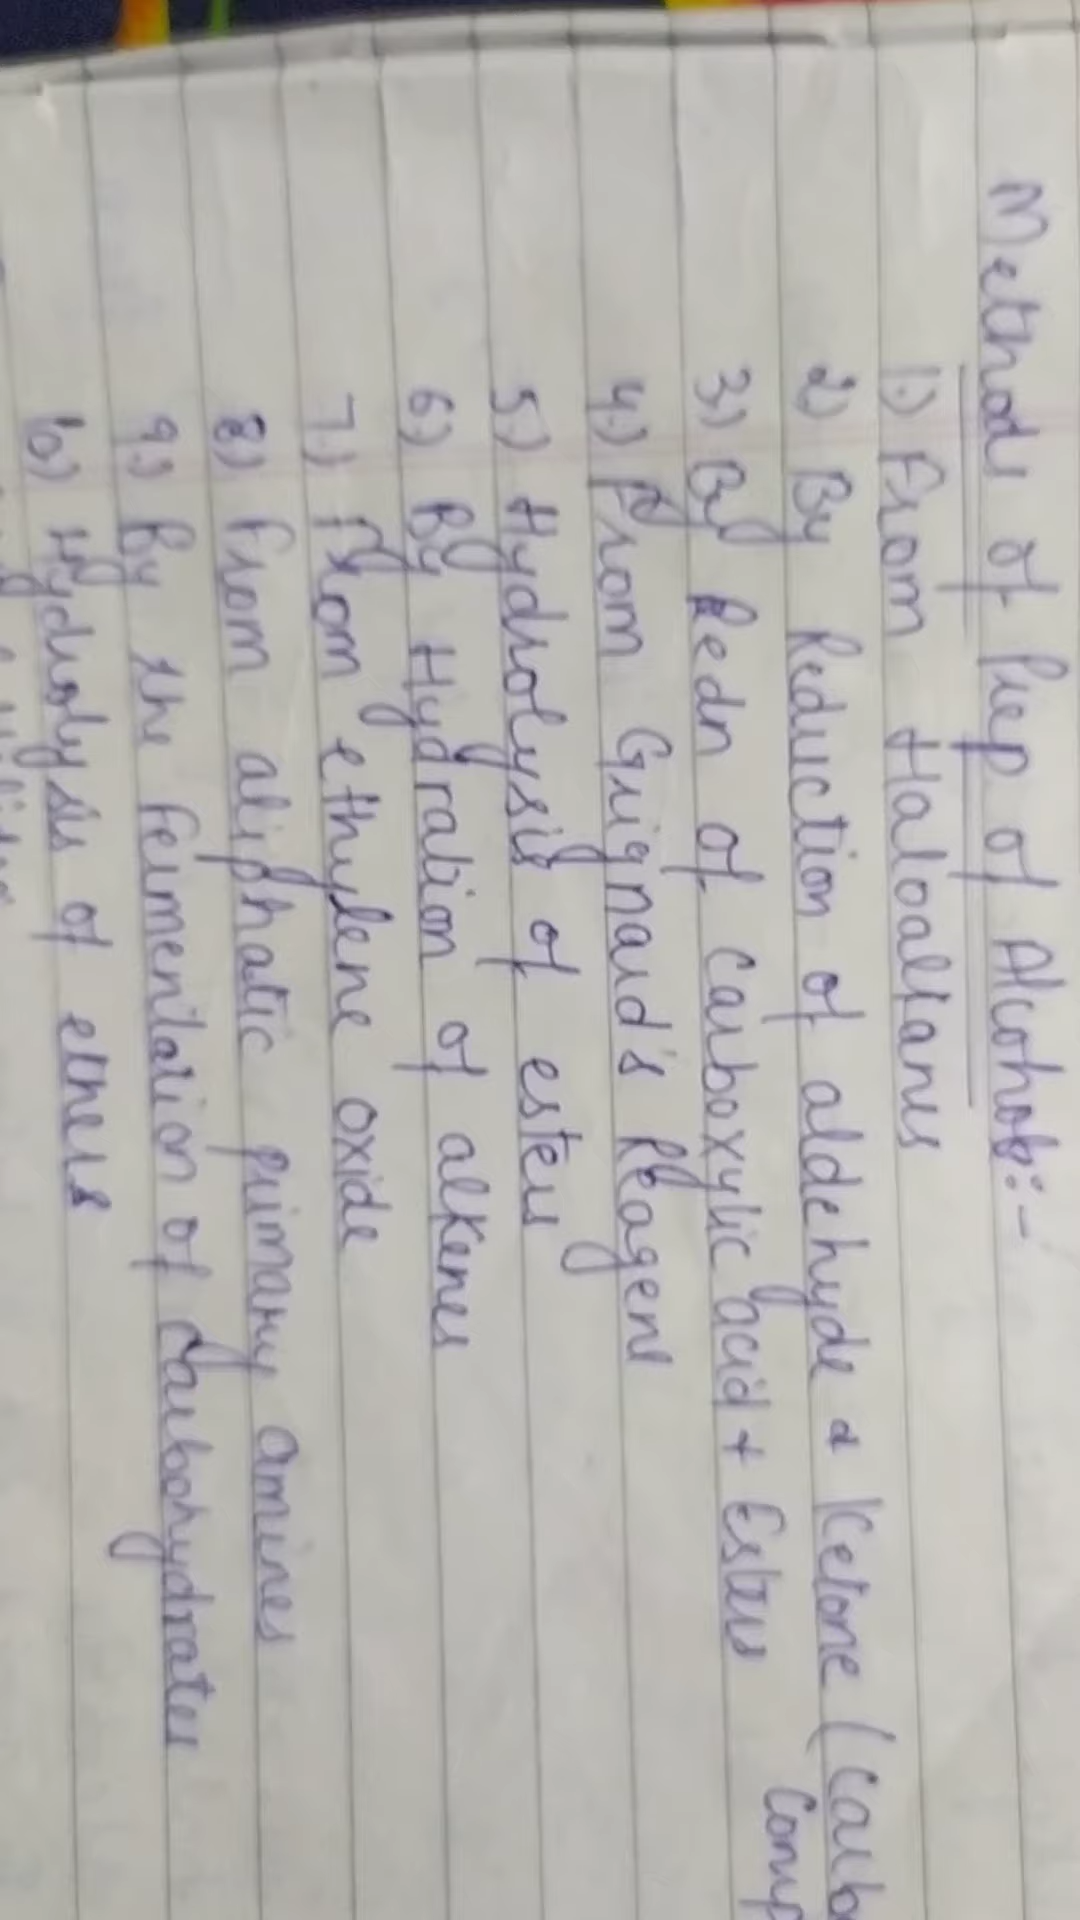 Methods of Prep of Alcohols:-
1.) From Haloalkanes
2) By Reduction of aldehyde & Ketone (Carb
Comp
3) By Redn of Carboxylic acid + Esters
4.) From Grignard's Reagent
5.) Hydrolysis of esters
6.) By Hydration of alkenes
7.) From ethylene oxide
8) From aliphatic primary amines
9.) By the fermentation of Carbohydrates
10) Hydrolysis of ethers